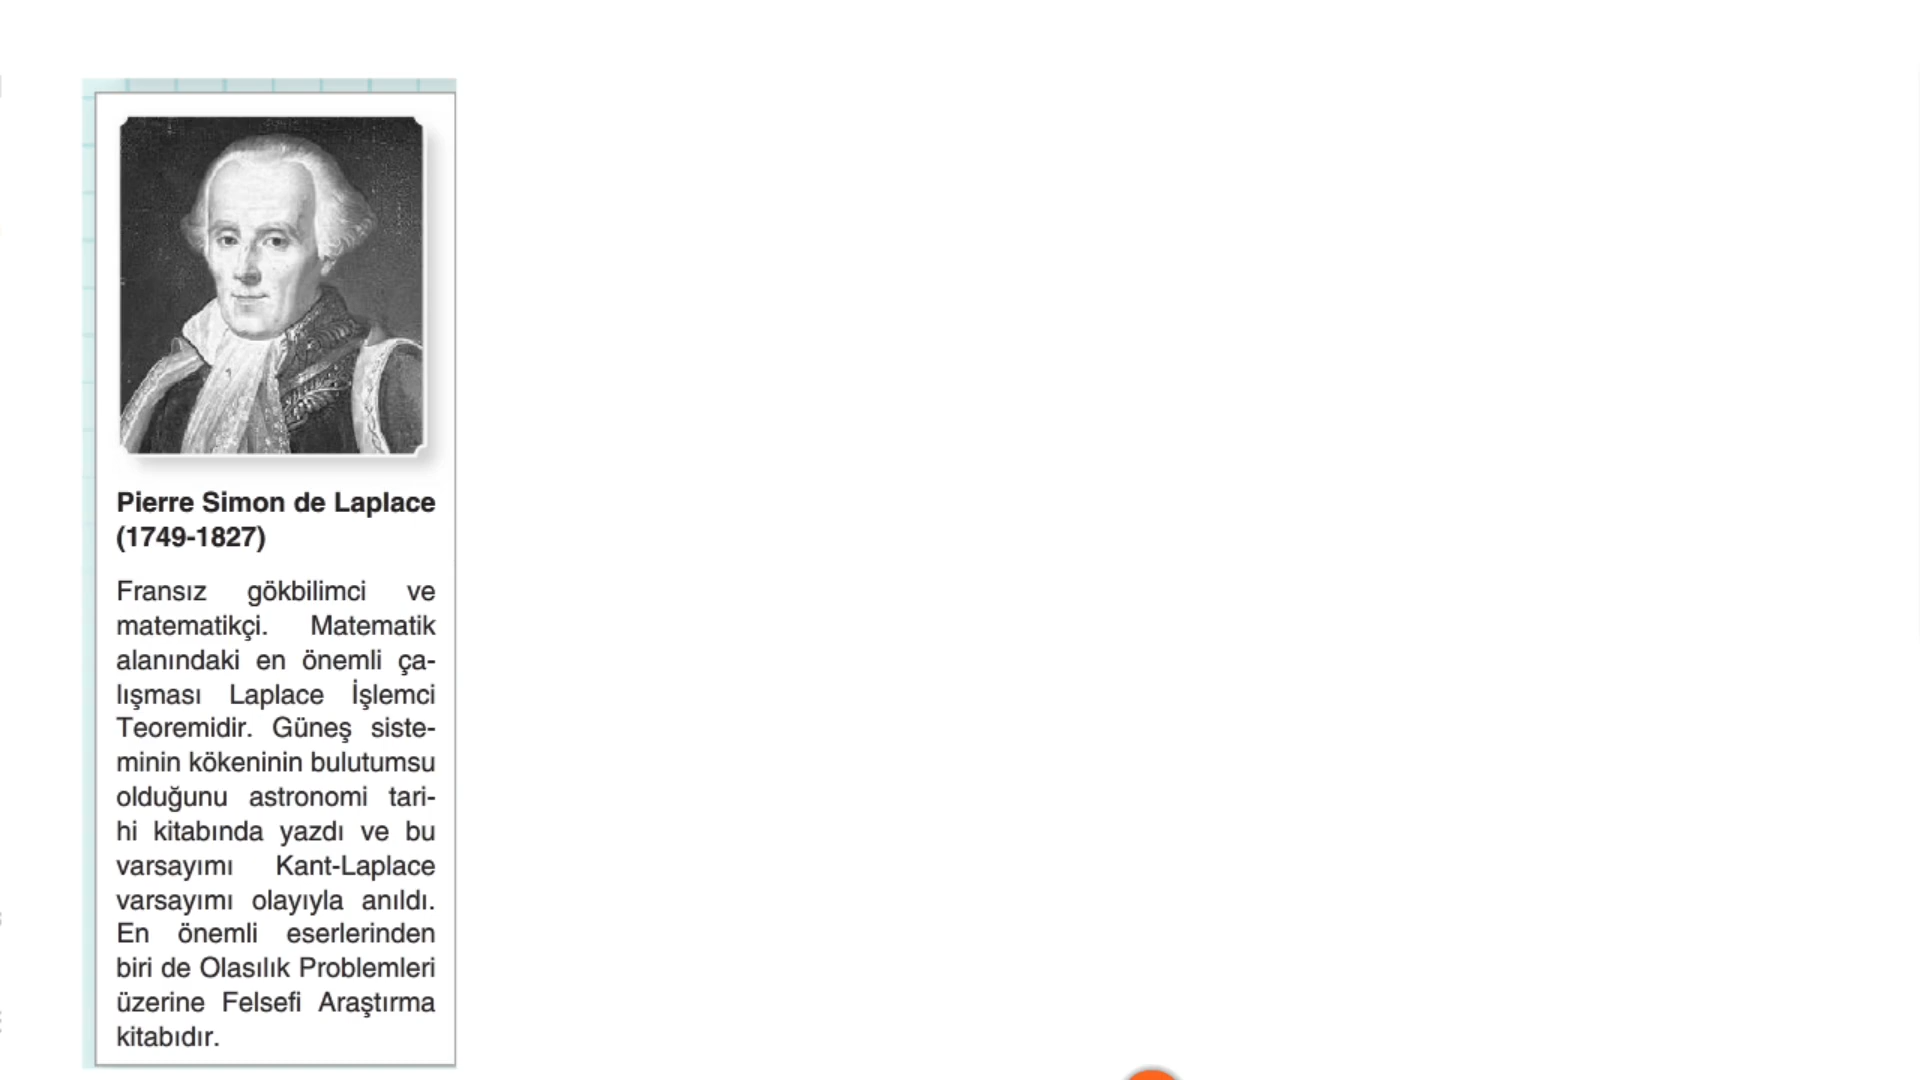 Pierre Simon de Laplace
(1749-1827)
Fransız gökbilimci ve
matematikçi. Matematik
alanındaki en önemli ça-
lışması Laplace İşlemci
Teoremidir. Güneş siste-
minin kökeninin bulutumsu
olduğunu astronomi tari-
hi kitabında yazdı ve bu
varsayımı Kant-Laplace
varsayımı olayıyla anıldı.
En önemli eserlerinden
biri de Olasılık Problemleri
üzerine Felsefi Araştırma
kitabıdır.